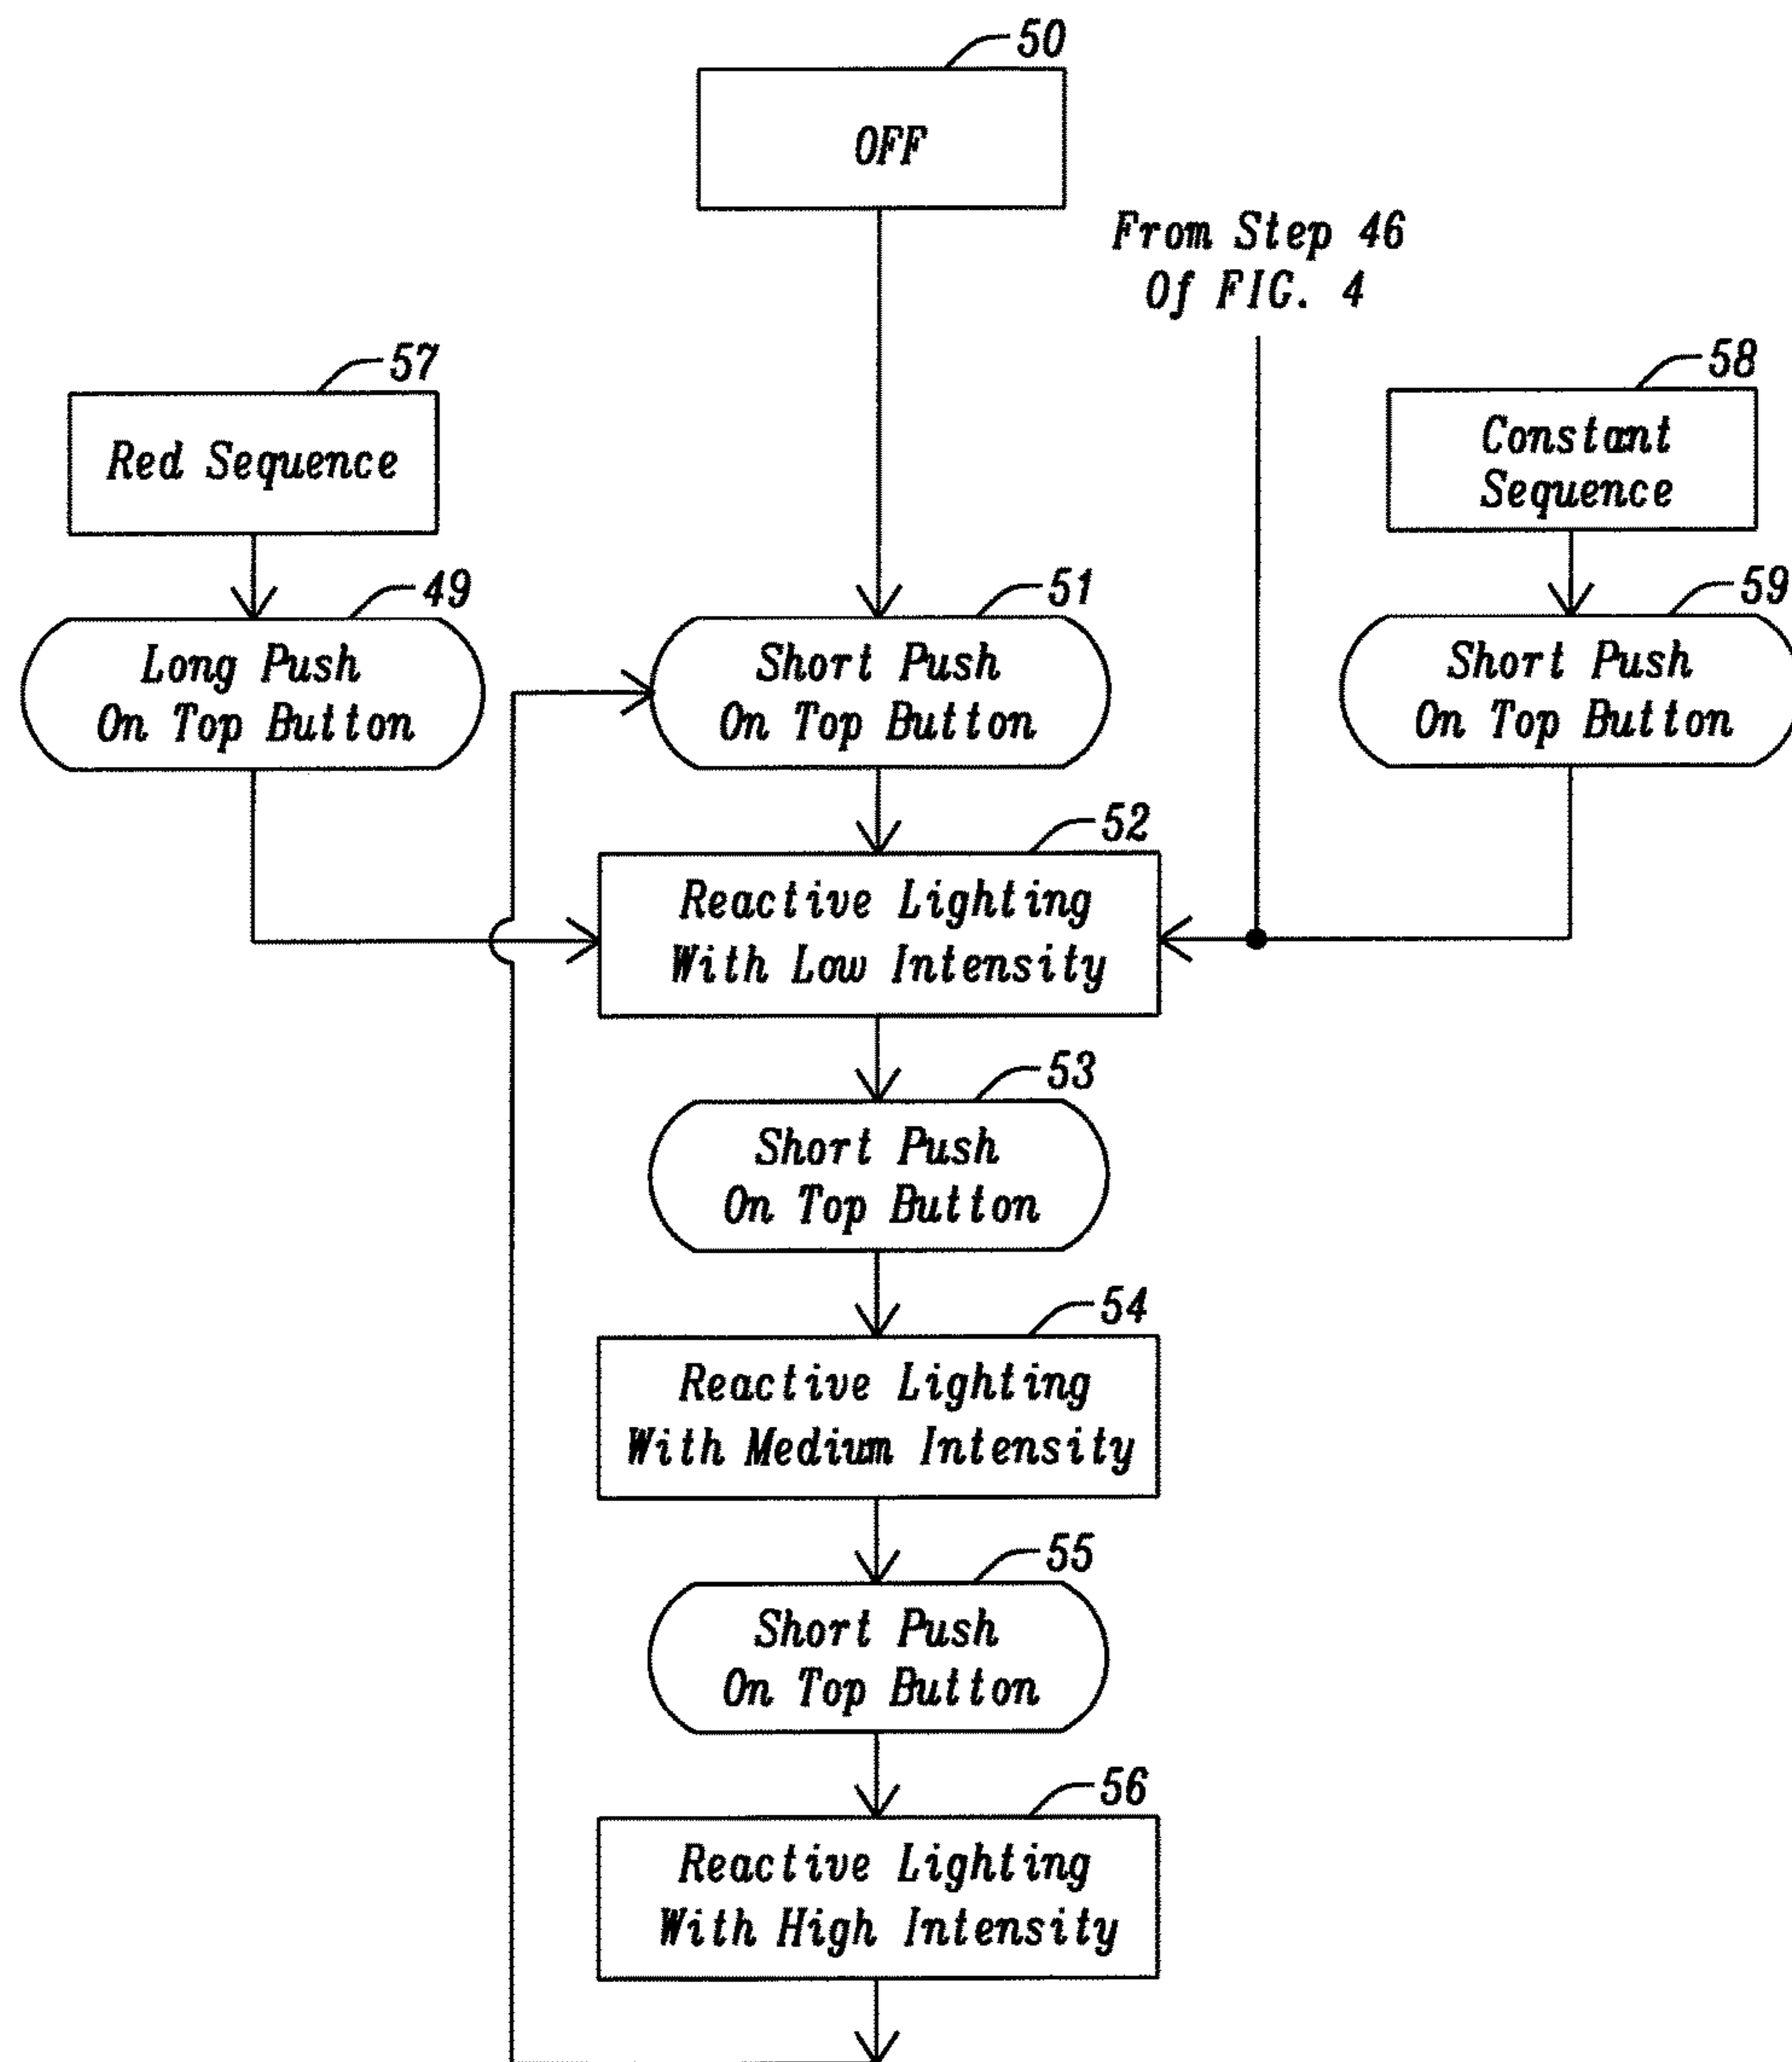 50
OFF
From Step 46
Of FIG. 4
57
Red Sequence
58
Constant
Sequence
49
Long Push
On Top Button
51
Short Push
On Top Button
59
Short Push
On Top Button
52
Reactive Lighting
With Low Intensity
53
Short Push
On Top Button
54
Reactive Lighting
With Medium Intensity
55
Short Push
On Top Button
56
Reactive Lighting
With High Intensity